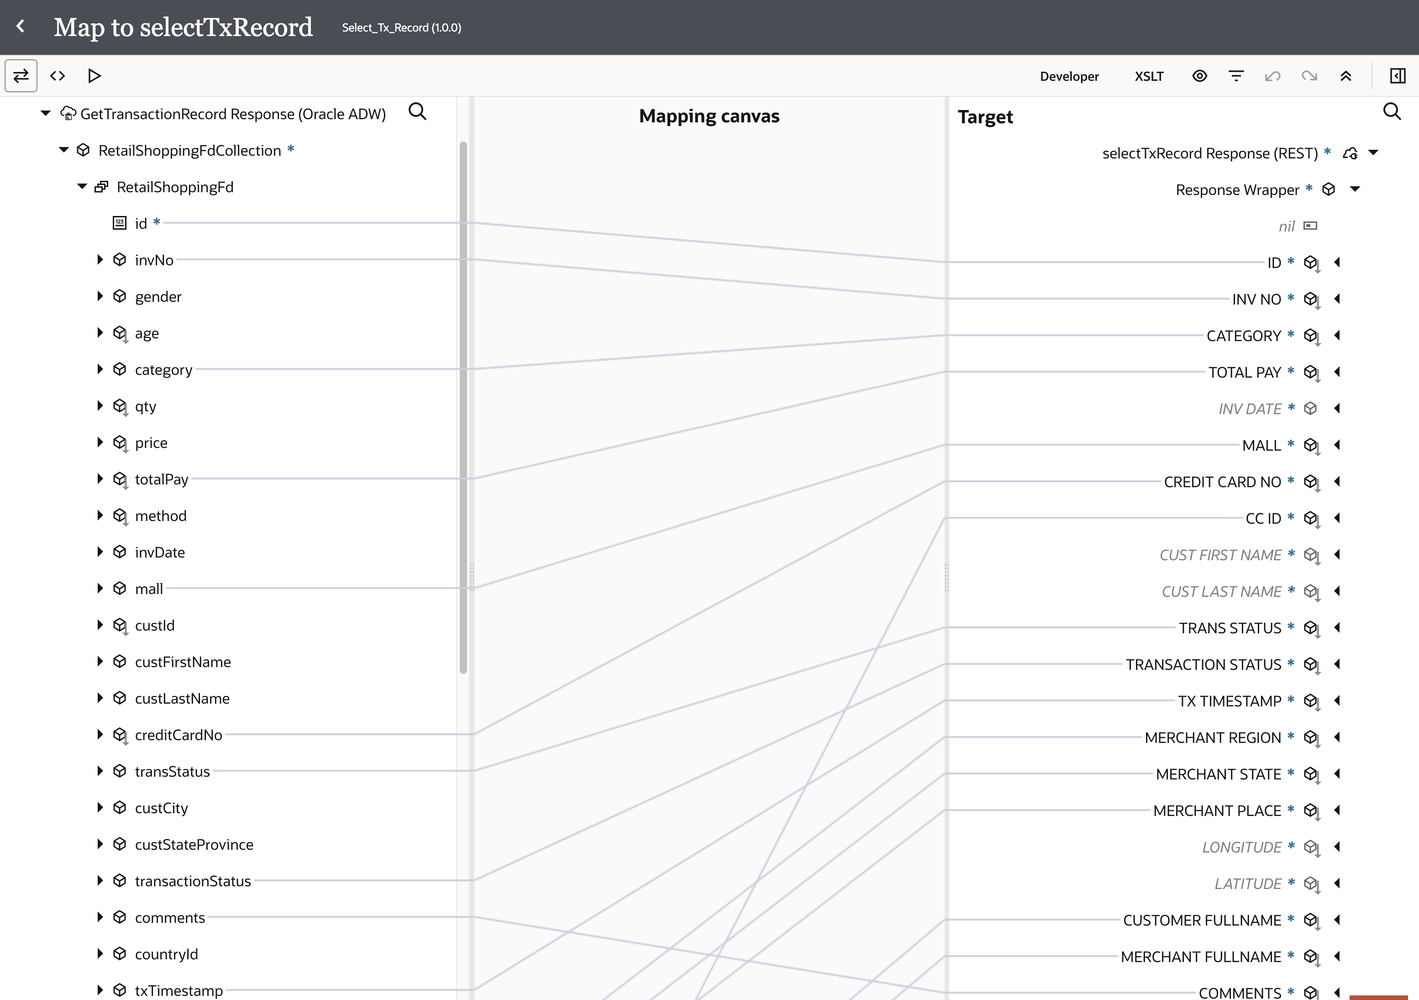 Map to selectTxRecord
Select_Tx_Record (1.0.0)
Developer
XSLT
GetTransactionRecord Response (Oracle ADW)
RetailShoppingFdCollection *
RetailShoppingFd
id *
invNo
gender
age
category
qty
price
totalPay
method
invDate
mall
custId
custFirstName
custLastName
creditCardNo
transStatus
custCity
custStateProvince
transactionStatus
comments
countryId
txTimestamp
Mapping canvas
Target
selectTxRecord Response (REST) *
Response Wrapper *
nil
ID *
INV NO *
CATEGORY *
TOTAL PAY *
INV DATE *
MALL *
CREDIT CARD NO *
CC ID *
CUST FIRST NAME *
CUST LAST NAME *
TRANS STATUS *
TRANSACTION STATUS *
TX TIMESTAMP *
MERCHANT REGION *
MERCHANT STATE *
MERCHANT PLACE *
LONGITUDE *
LATITUDE *
CUSTOMER FULLNAME *
MERCHANT FULLNAME *
COMMENTS *